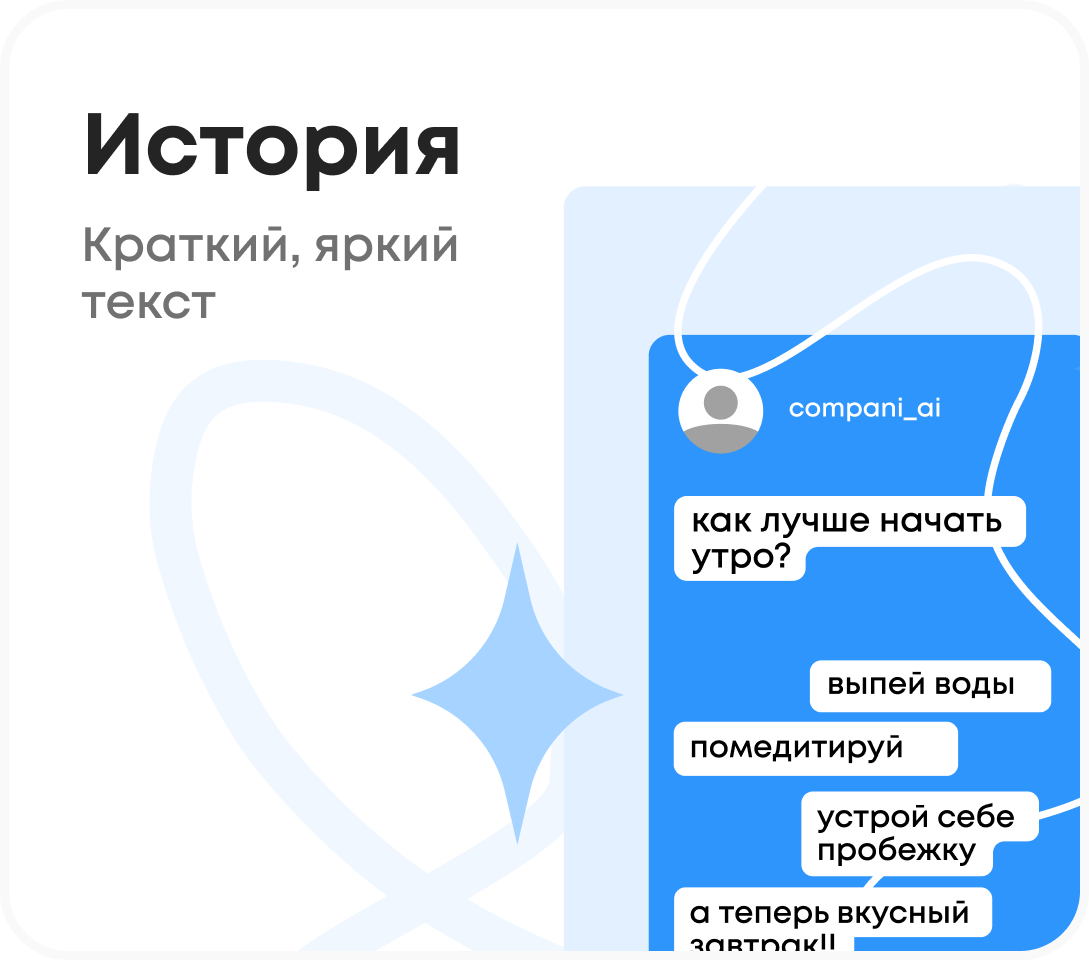 История
Краткий, яркий
текст
compani_ai
как лучше начать
утро?
выпей воды
помедитируй
устрой себе
пробежку
а теперь вкусный
завтрак!!